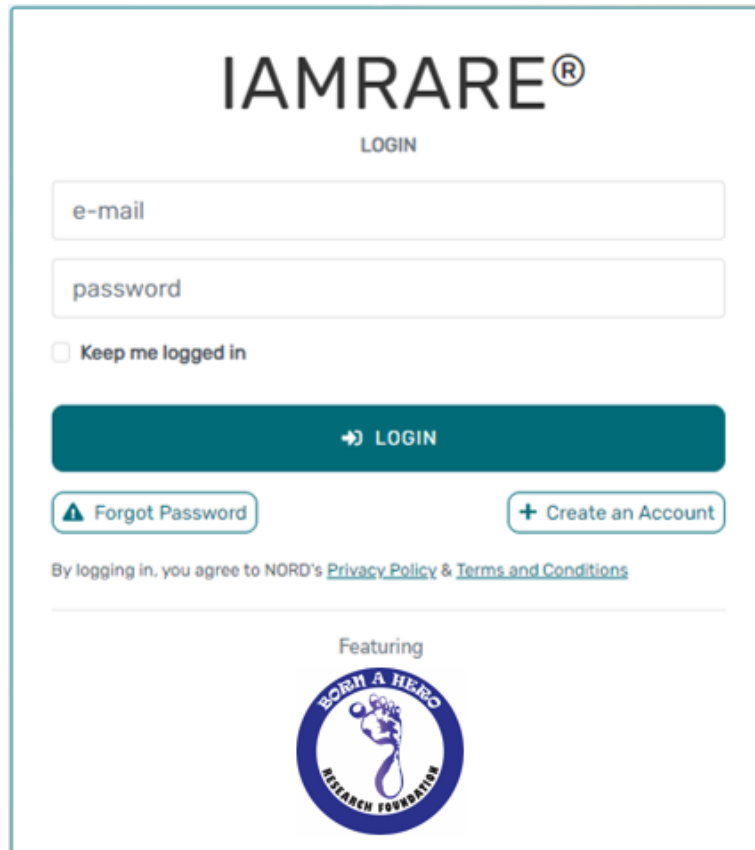 IAMRARE®
LOGIN
e-mail
password
Keep me logged in
LOGIN
Forgot Password
Create an Account
By logging in, you agree to NORD's Privacy Policy & Terms and Conditions
Featuring
BORN A HERO
RESEARCH FOUNDATION